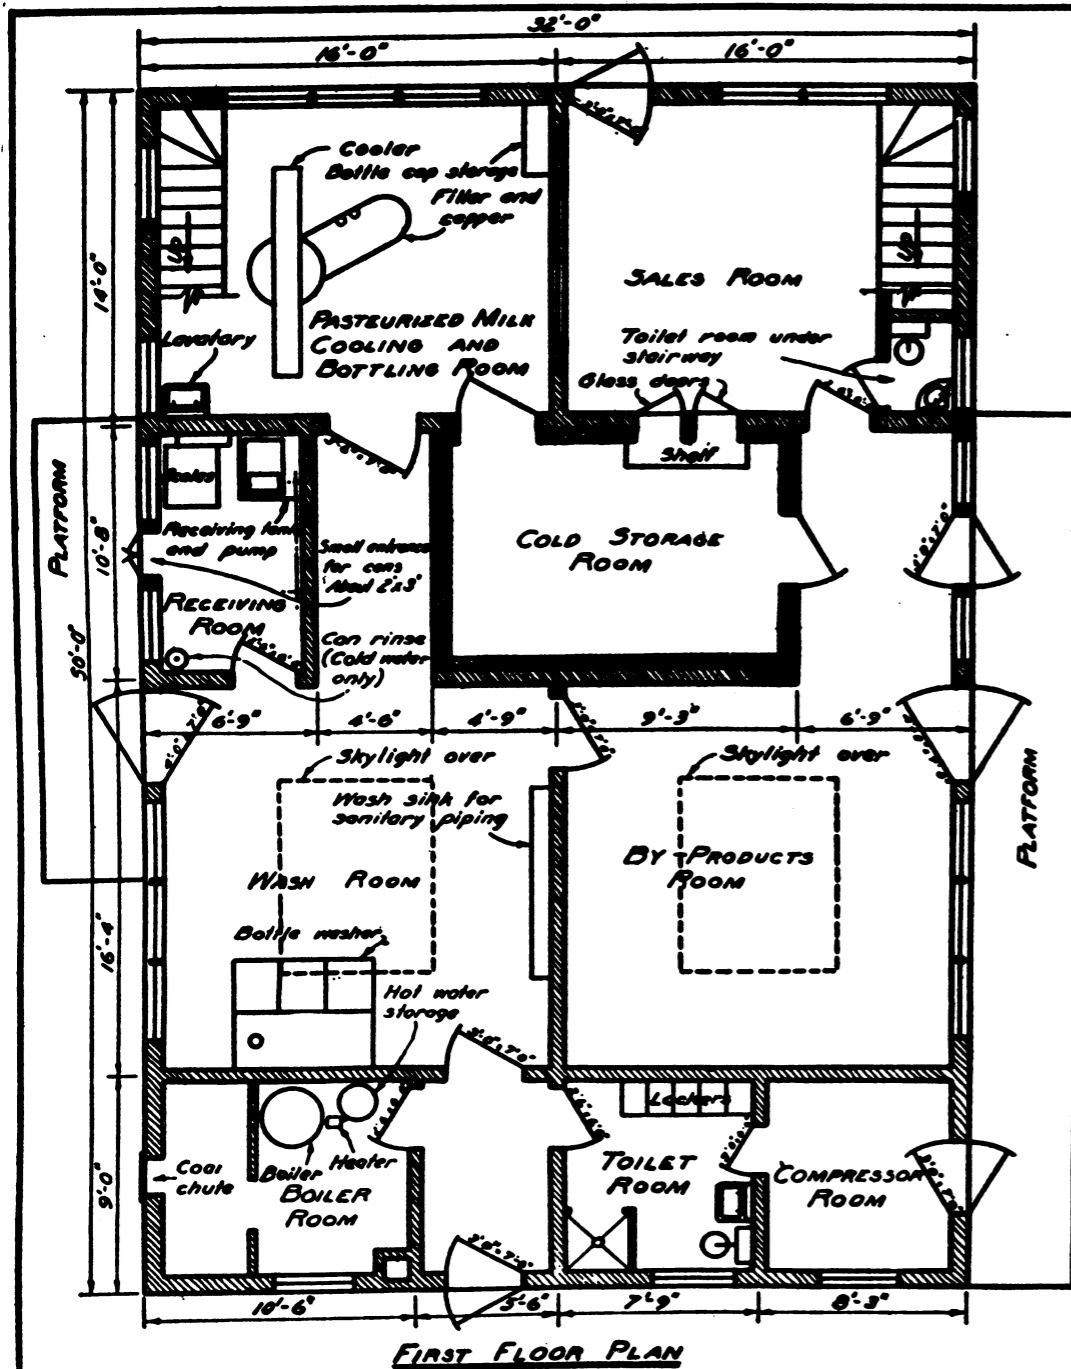 32'-0"
16'-0"
16'-0"
Cooler
Bottle cap storage
Filler and
capper
UP
UP
14'-0"
SALES ROOM
PASTEURIZED MILK
COOLING AND
BOTTLING ROOM
Lavatory
Toilet room under
stairway
Glass doors
Shelf
PLATFORM
Scales
10'-8"
50'-0"
Receiving tank
and pump
Small entrance
for cans
About 2'x3'
COLD STORAGE
ROOM
RECEIVING
ROOM
Can rinse
(Cold water
only)
6'-9"
4'-6"
4'-9"
9'-3"
6'-9"
Skylight over
Skylight over
Wash sink for
sanitary piping
PLATFORM
WASH ROOM
BY-PRODUCTS
ROOM
16'-4"
Bottle washer
Hot water
storage
3'-0"x7'-0"
Lockers
9'-0"
Coal
chute
Boiler
Heater
BOILER
ROOM
TOILET
ROOM
COMPRESSOR
ROOM
10'-6"
5'-6"
7'-9"
8'-3"
FIRST FLOOR PLAN